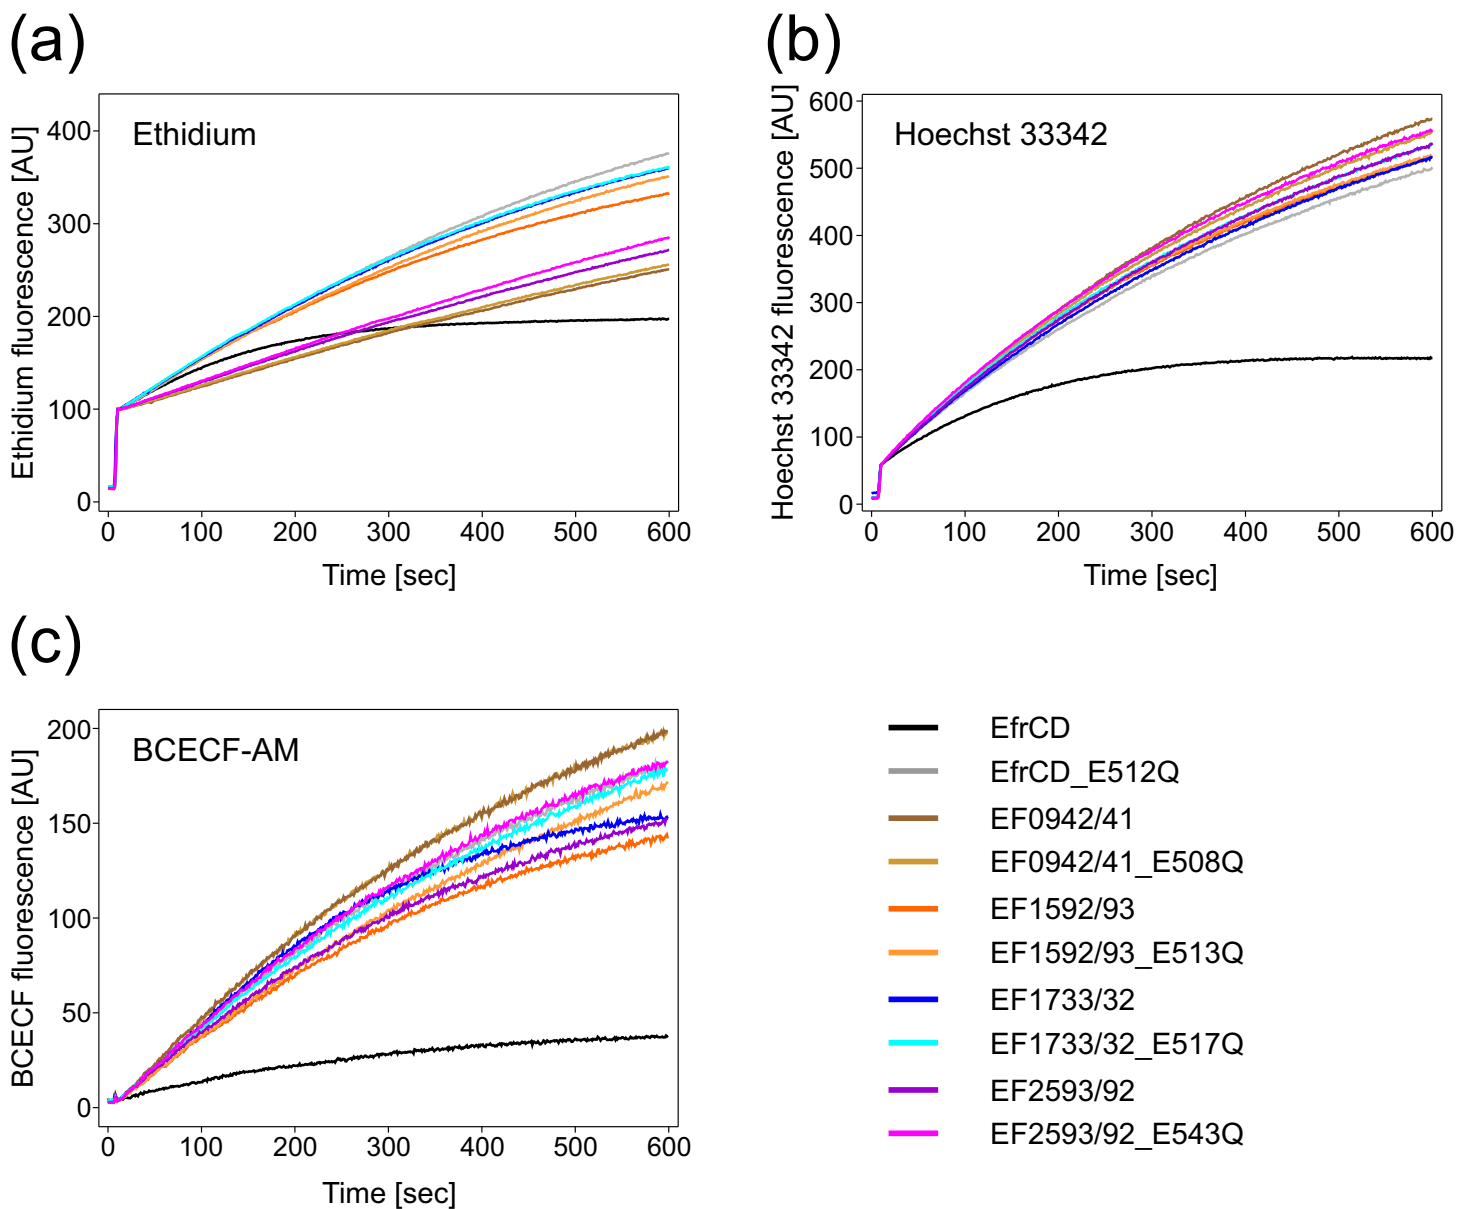 (a)
Ethidium
Ethidium fluorescence [AU]
400
300
200
100
0
0 100 200 300 400 500 600
Time [sec]
(b)
Hoechst 33342
Hoechst 33342 fluorescence [AU]
600
500
400
300
200
100
0
0 100 200 300 400 500 600
Time [sec]
(c)
BCECF-AM
BCECF fluorescence [AU]
200
150
100
50
0
0 100 200 300 400 500 600
Time [sec]
EfrCD
EfrCD_E512Q
EF0942/41
EF0942/41_E508Q
EF1592/93
EF1592/93_E513Q
EF1733/32
EF1733/32_E517Q
EF2593/92
EF2593/92_E543Q